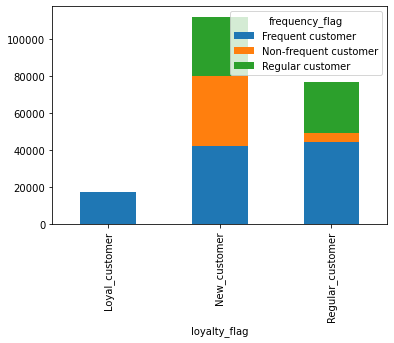 frequency_flag
Frequent customer
Non-frequent customer
Regular customer
100000
80000
60000
40000
20000
0
Loyal_customer
New_customer
Regular_customer
loyalty_flag